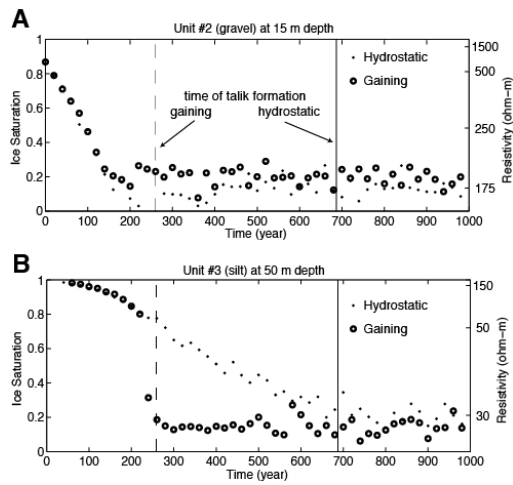 A
Unit #2 (gravel) at 15 m depth
Hydrostatic
Gaining
time of talik formation
gaining hydrostatic
Ice Saturation
1
0.8
0.6
0.4
0.2
0
Resistivity (ohm-m)
1500
500
250
175
0 100 200 300 400 500 600 700 800 900 1000
Time (year)
B
Unit #3 (silt) at 50 m depth
Hydrostatic
Gaining
Ice Saturation
1
0.8
0.6
0.4
0.2
0
Resistivity (ohm-m)
150
50
30
0 100 200 300 400 500 600 700 800 900 1000
Time (year)